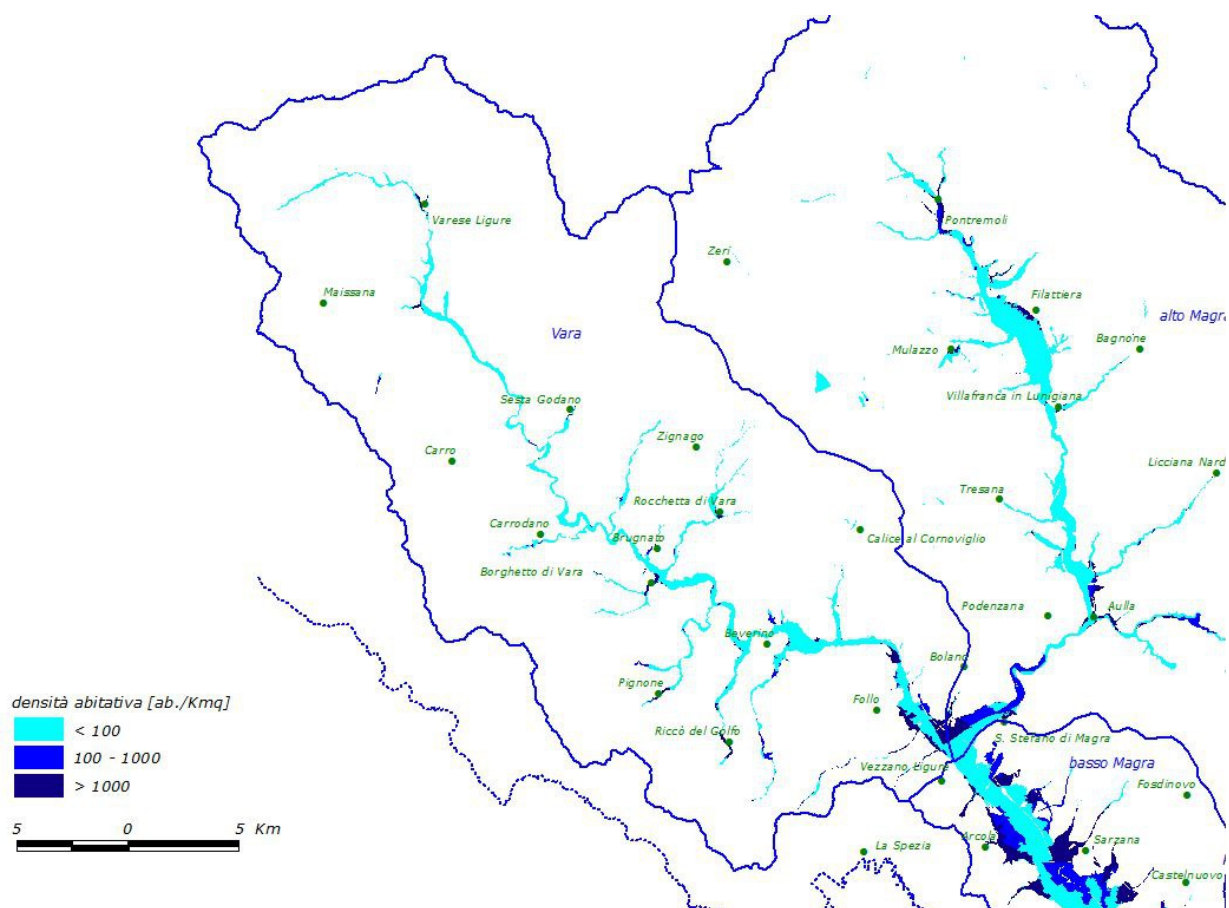 Varese Ligure
Pontremoli
Zeri
Maissana
Filattiera
alto Magra
Vara
Bagnone
Mulazzo
Sesta Godano
Villafranca in Lunigiana
Zignago
Carro
Licciana Nard
Tresana
Rocchetta di Vara
Carrodano
Brugnato
Calice al Cornoviglio
Borghetto di Vara
Podenzana
Aulla
Beverino
Bolano
Pignone
densità abitativa [ab./Kmq]
< 100
Follo
Riccò del Golfo
S. Stefano di Magra
100 - 1000
basso Magra
Vezzano Ligure
> 1000
Fosdinovo
5 0 5 Km
Arcola
La Spezia
Sarzana
Castelnuovo